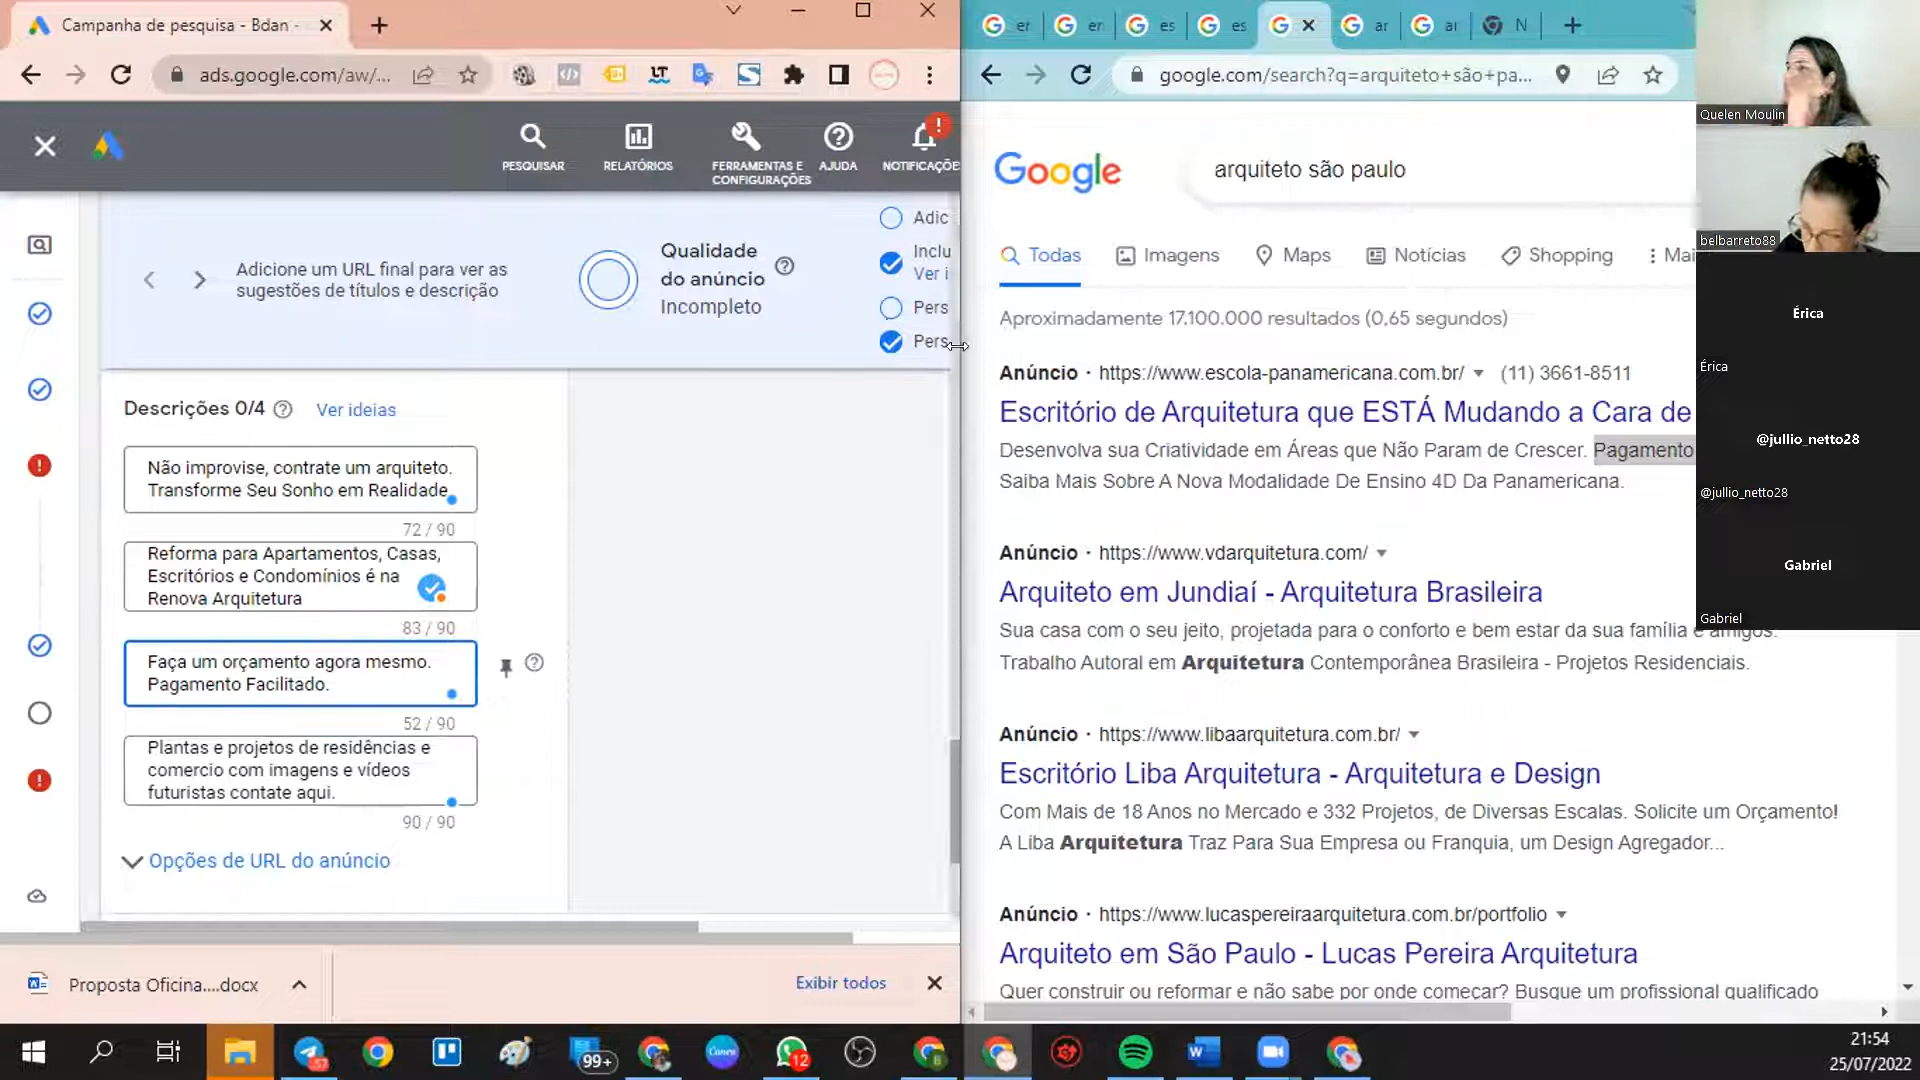 Campanha de pesquisa - Bdan -
ads.google.com/aw/...
LT
PESQUISAR
RELATÓRIOS
FERRAMENTAS E
CONFIGURAÇÕES
AJUDA
NOTIFICAÇÕE
Adicione um URL final para ver as
sugestões de títulos e descrição
Qualidade
do anúncio
Incompleto
Adic
Inclu
Ver i
Pers
Pers
Descrições 0/4
Ver ideias
Não improvise, contrate um arquiteto.
Transforme Seu Sonho em Realidade
72 / 90
Reforma para Apartamentos, Casas,
Escritórios e Condomínios é na
Renova Arquitetura
83 / 90
Faça um orçamento agora mesmo.
Pagamento Facilitado.
52 / 90
Plantas e projetos de residências e
comercio com imagens e vídeos
futuristas contate aqui.
90 / 90
Opções de URL do anúncio
Proposta Oficina....docx
Exibir todos
er
er
es
es
ar
ar
N
google.com/search?q=arquiteto+são+pa...
Google
arquiteto são paulo
Todas
Imagens
Maps
Notícias
Shopping
Mai
Aproximadamente 17.100.000 resultados (0,65 segundos)
Anúncio · https://www.escola-panamericana.com.br/ (11) 3661-8511
Escritório de Arquitetura que ESTÁ Mudando a Cara de
Desenvolva sua Criatividade em Áreas que Não Param de Crescer. Pagamento
Saiba Mais Sobre A Nova Modalidade De Ensino 4D Da Panamericana.
Anúncio · https://www.vdarquitetura.com/
Arquiteto em Jundiaí - Arquitetura Brasileira
Sua casa com o seu jeito, projetada para o conforto e bem estar da sua família e amigos.
Trabalho Autoral em Arquitetura Contemporânea Brasileira - Projetos Residenciais.
Anúncio · https://www.libaarquitetura.com.br/
Escritório Liba Arquitetura - Arquitetura e Design
Com Mais de 18 Anos no Mercado e 332 Projetos, de Diversas Escalas. Solicite um Orçamento!
A Liba Arquitetura Traz Para Sua Empresa ou Franquia, um Design Agregador...
Anúncio · https://www.lucaspereiraarquitetura.com.br/portfolio
Arquiteto em São Paulo - Lucas Pereira Arquitetura
Quer construir ou reformar e não sabe por onde começar? Busque um profissional qualificado
Quelen Moulin
belbarreto88
Érica
Érica
@jullio_netto28
@jullio_netto28
Gabriel
Gabriel
99+
Canva
12
21:54
25/07/2022